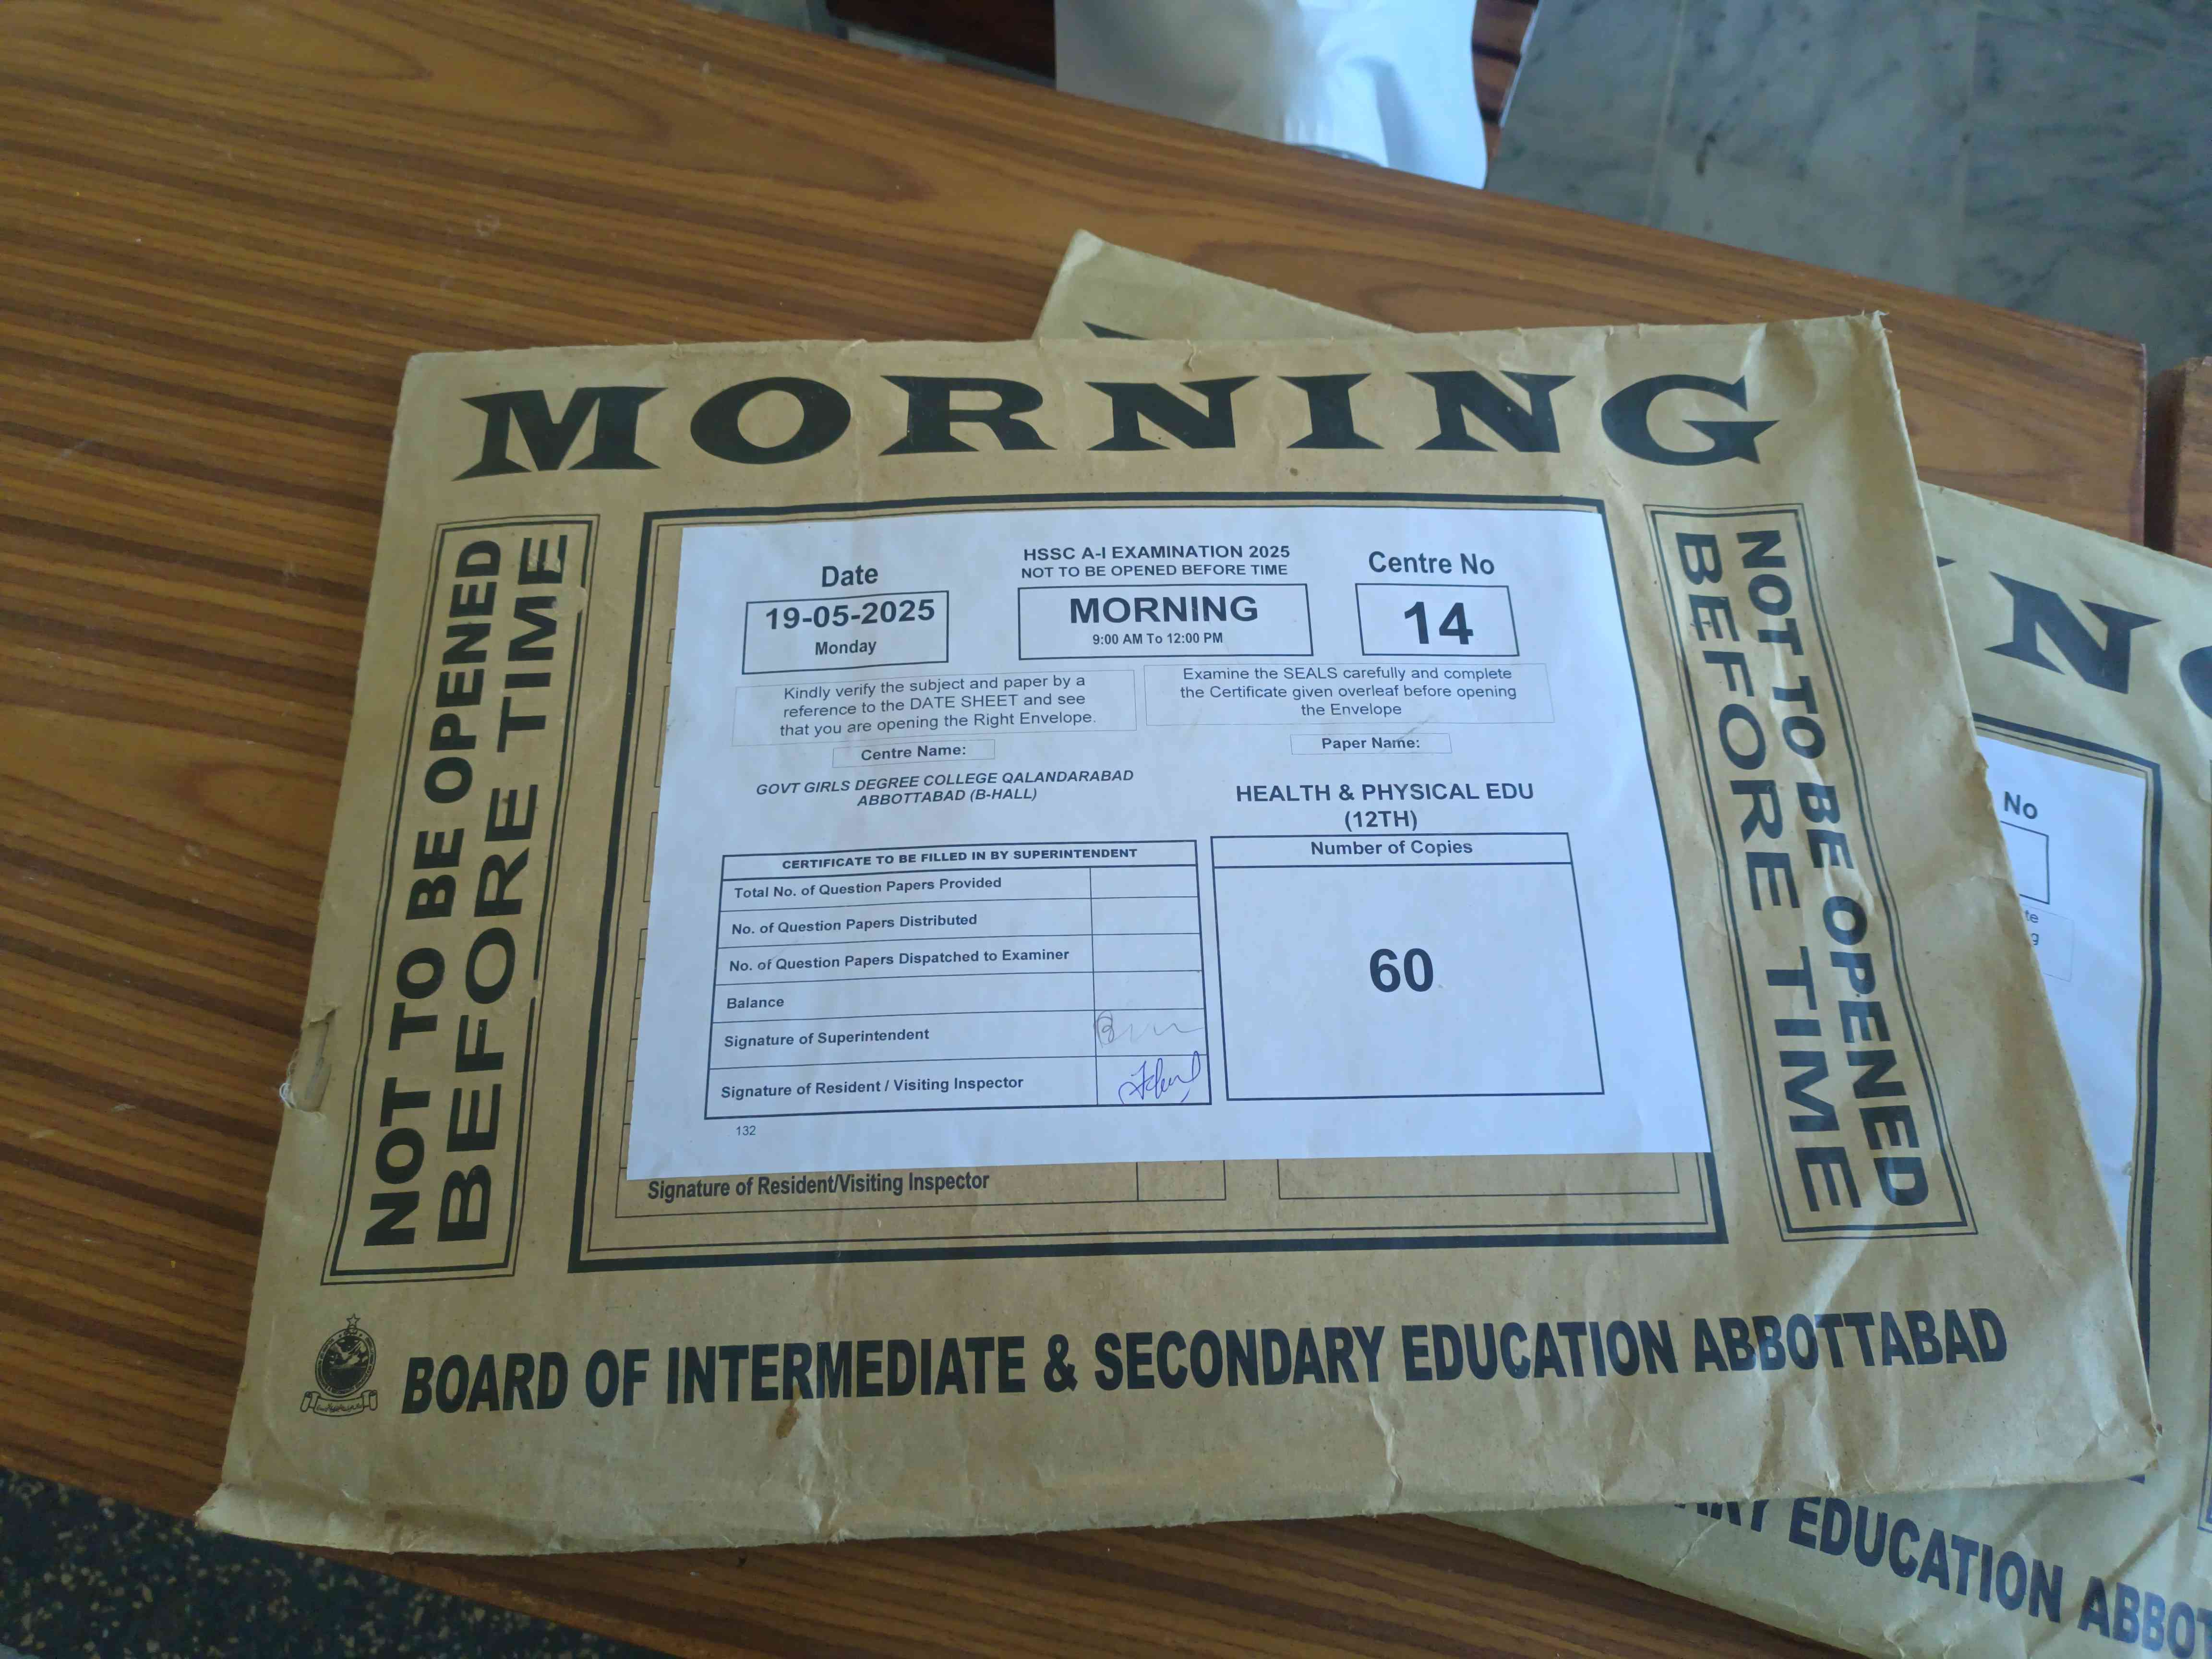 MORNING
NOT TO BE OPENED
BEFORE TIME
Date
19-05-2025
Monday
HSSC A-I EXAMINATION 2025
NOT TO BE OPENED BEFORE TIME
MORNING
9:00 AM To 12:00 PM
Centre No
14
Kindly verify the subject and paper by a
reference to the DATE SHEET and see
that you are opening the Right Envelope.
Examine the SEALS carefully and complete
the Certificate given overleaf before opening
the Envelope
Centre Name:
GOVT GIRLS DEGREE COLLEGE QALANDARABAD
ABBOTTABAD (B-HALL)
Paper Name:
HEALTH & PHYSICAL EDU
(12TH)
CERTIFICATE TO BE FILLED IN BY SUPERINTENDENT
Total No. of Question Papers Provided
No. of Question Papers Distributed
No. of Question Papers Dispatched to Examiner
Balance
Signature of Superintendent
Signature of Resident / Visiting Inspector
Number of Copies
60
132
Signature of Resident/Visiting Inspector
NOT TO BE OPENED
BEFORE TIME
BOARD OF INTERMEDIATE & SECONDARY EDUCATION ABBOTTABAD
No
EDUCATION